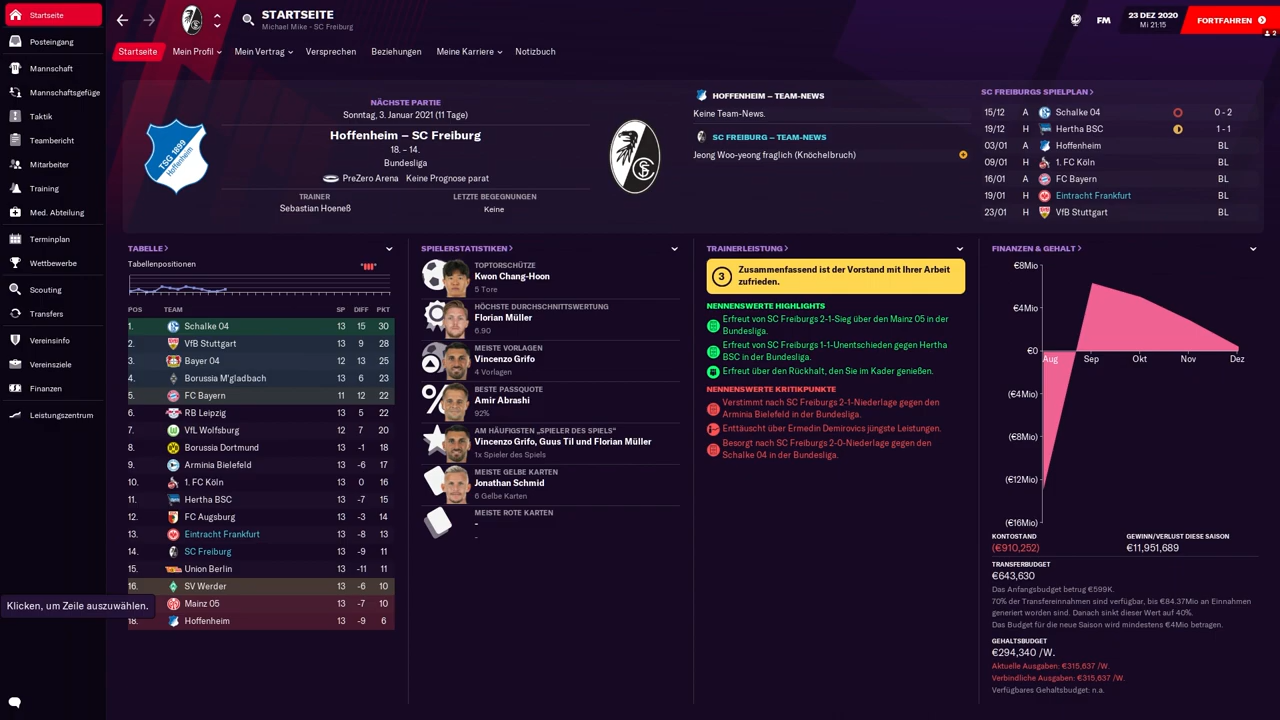 Startseite
Posteingang
Mannschaft
Mannschaftsgefüge
Taktik
Teambericht
Mitarbeiter
Training
Med. Abteilung
Terminplan
Wettbewerbe
Scouting
Transfers
Vereinsinfo
Vereinsziele
Finanzen
Leistungszentrum
STARTSEITE
Michael Mike - SC Freiburg
FM
23 DEZ 2020
Mi 21:15
FORTFAHREN
2
Startseite
Mein Profil
Mein Vertrag
Versprechen
Beziehungen
Meine Karriere
Notizbuch
NÄCHSTE PARTIE
Sonntag, 3. Januar 2021 (11 Tage)
Hoffenheim – SC Freiburg
18. – 14.
Bundesliga
PreZero Arena Keine Prognose parat
TRAINER
Sebastian Hoeneß
LETZTE BEGEGNUNGEN
Keine
TSG 1899
Hoffenheim
HOFFENHEIM – TEAM-NEWS
Keine Team-News.
SC FREIBURG – TEAM-NEWS
Jeong Woo-yeong fraglich (Knöchelbruch)
SC FREIBURGS SPIELPLAN
15/12 A Schalke 04 0 - 2
19/12 H Hertha BSC 1 - 1
03/01 A Hoffenheim BL
09/01 H 1. FC Köln BL
16/01 A FC Bayern BL
19/01 H Eintracht Frankfurt BL
23/01 H VfB Stuttgart BL
TABELLE
Tabellenpositionen
POS TEAM SP DIFF PKT
1. Schalke 04 13 15 30
2. VfB Stuttgart 13 9 28
3. Bayer 04 12 13 25
4. Borussia M'gladbach 13 6 23
5. FC Bayern 11 12 22
6. RB Leipzig 13 5 22
7. VfL Wolfsburg 12 7 20
8. Borussia Dortmund 13 -1 18
9. Arminia Bielefeld 13 -6 17
10. 1. FC Köln 13 0 16
11. Hertha BSC 13 -7 15
12. FC Augsburg 13 -3 14
13. Eintracht Frankfurt 13 -8 13
14. SC Freiburg 13 -9 11
15. Union Berlin 13 -11 11
16. SV Werder 13 -6 10
Mainz 05 13 -7 10
18. Hoffenheim 13 -9 6
Klicken, um Zeile auszuwählen.
SPIELERSTATISTIKEN
TOPTORSCHÜTZE
Kwon Chang-Hoon
5 Tore
HÖCHSTE DURCHSCHNITTSWERTUNG
Florian Müller
6.90
MEISTE VORLAGEN
Vincenzo Grifo
4 Vorlagen
BESTE PASSQUOTE
Amir Abrashi
92%
AM HÄUFIGSTEN „SPIELER DES SPIELS"
Vincenzo Grifo, Guus Til und Florian Müller
1x Spieler des Spiels
MEISTE GELBE KARTEN
Jonathan Schmid
6 Gelbe Karten
MEISTE ROTE KARTEN
-
-
TRAINERLEISTUNG
3
Zusammenfassend ist der Vorstand mit Ihrer Arbeit
zufrieden.
NENNENSWERTE HIGHLIGHTS
Erfreut von SC Freiburgs 2-1-Sieg über den Mainz 05 in der
Bundesliga.
Erfreut von SC Freiburgs 1-1-Unentschieden gegen Hertha
BSC in der Bundesliga.
Erfreut über den Rückhalt, den Sie im Kader genießen.
NENNENSWERTE KRITIKPUNKTE
Verstimmt nach SC Freiburgs 2-1-Niederlage gegen den
Arminia Bielefeld in der Bundesliga.
Enttäuscht über Ermedin Demirovics jüngste Leistungen.
Besorgt nach SC Freiburgs 2-0-Niederlage gegen den
Schalke 04 in der Bundesliga.
FINANZEN & GEHALT
€8Mio
€4Mio
€0
(€4Mio)
(€8Mio)
(€12Mio)
(€16Mio)
Aug Sep Okt Nov Dez
KONTOSTAND
(€910,252)
GEWINN/VERLUST DIESE SAISON
€11,951,689
TRANSFERBUDGET
€643,630
Das Anfangsbudget betrug €599K.
70% der Transfereinnahmen sind verfügbar, bis €84.37Mio an Einnahmen
generiert worden sind. Danach sinkt dieser Wert auf 40%.
Das Budget für die neue Saison wird mindestens €4Mio betragen.
GEHALTSBUDGET
€294,340 /W.
Aktuelle Ausgaben: €315,637 /W.
Verbindliche Ausgaben: €315,637 /W.
Verfügbares Gehaltsbudget: n.a.